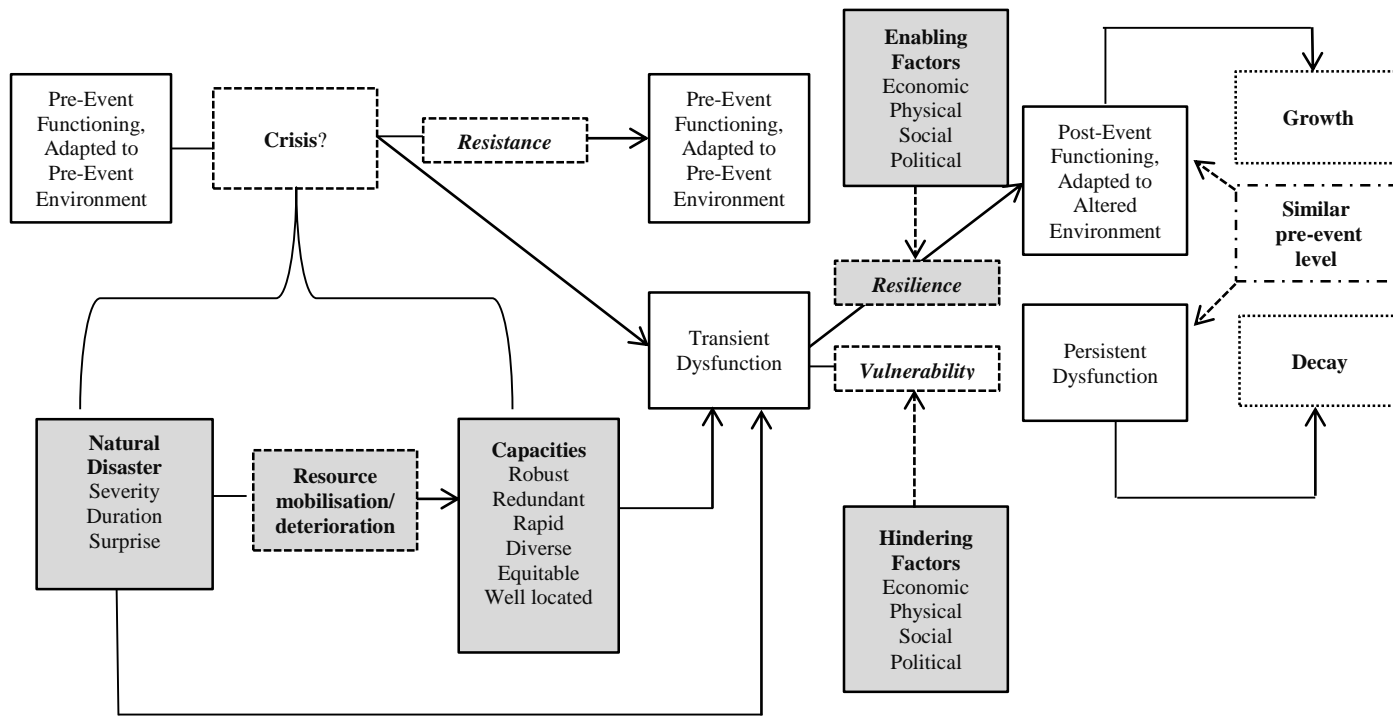 Pre-Event
Functioning,
Adapted to
Pre-Event
Environment
Crisis?
Resistance
Pre-Event
Functioning,
Adapted to
Pre-Event
Environment
Enabling
Factors
Economic
Physical
Social
Political
Post-Event
Functioning,
Adapted to
Altered
Environment
Growth
Similar
pre-event
level
Resilience
Transient
Dysfunction
Vulnerability
Persistent
Dysfunction
Decay
Natural
Disaster
Severity
Duration
Surprise
Resource
mobilisation/
deterioration
Capacities
Robust
Redundant
Rapid
Diverse
Equitable
Well located
Hindering
Factors
Economic
Physical
Social
Political